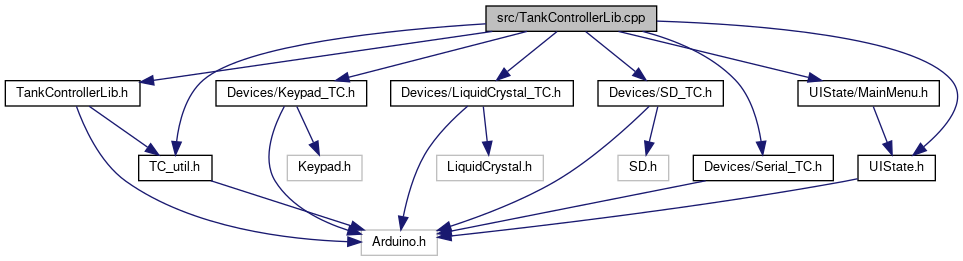 src/TankControllerLib.cpp
TankControllerLib.h
Devices/Keypad_TC.h
Devices/LiquidCrystal_TC.h
Devices/SD_TC.h
UIState/MainMenu.h
TC_util.h
Keypad.h
LiquidCrystal.h
SD.h
Devices/Serial_TC.h
UIState.h
Arduino.h